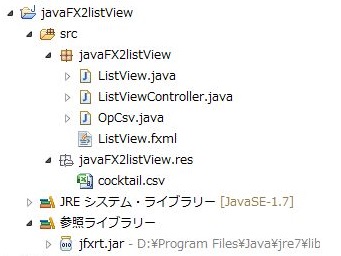 javaFX2listView
src
javaFX2listView
ListView.java
ListViewController.java
OpCsv.java
ListView.fxml
javaFX2listView.res
cocktail.csv
JRE システム・ライブラリー [JavaSE-1.7]
参照ライブラリー
jfxrt.jar - D:¥Program Files¥Java¥jre7¥lib